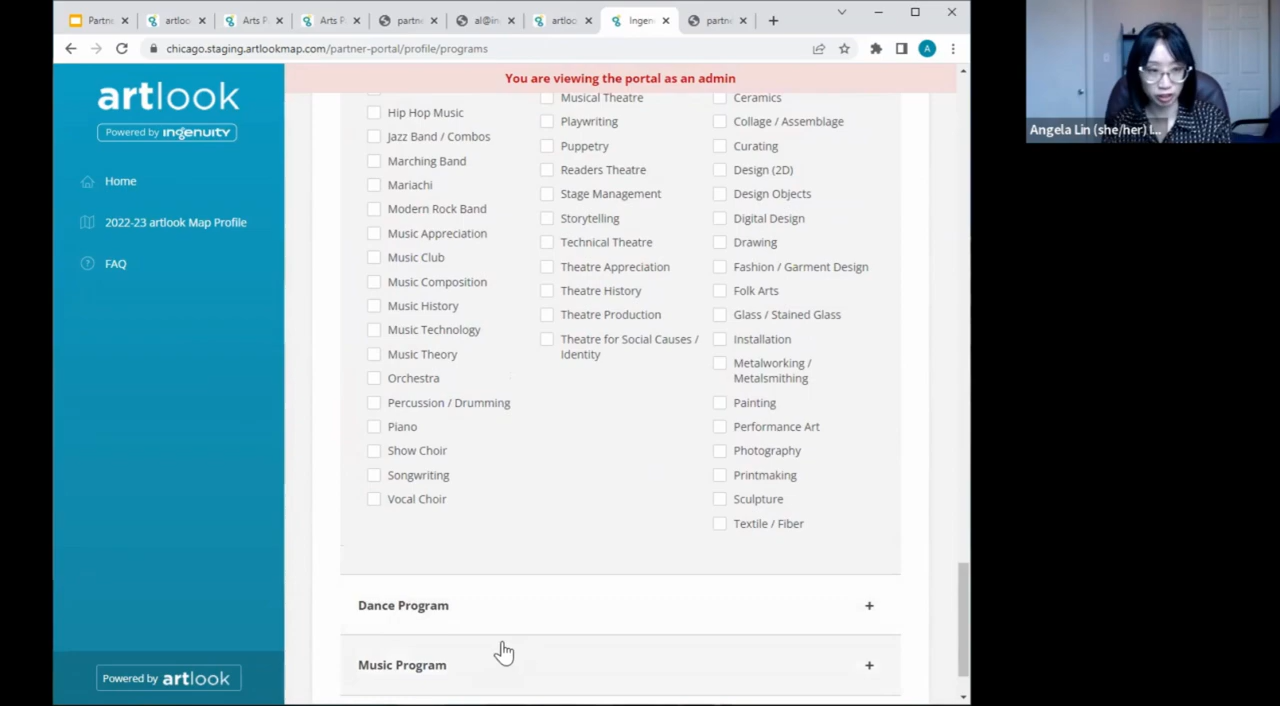 Partn
artloo
Arts P
Arts P
partne
al@in
artloo
Ingen
partn
chicago.staging.artlookmap.com/partner-portal/profile/programs
A
You are viewing the portal as an admin
artlook
Powered by ingenuity
Home
2022-23 artlook Map Profile
FAQ
Powered by artlook
Hip Hop Music
Jazz Band / Combos
Marching Band
Mariachi
Modern Rock Band
Music Appreciation
Music Club
Music Composition
Music History
Music Technology
Music Theory
Orchestra
Percussion / Drumming
Piano
Show Choir
Songwriting
Vocal Choir
Musical Theatre
Playwriting
Puppetry
Readers Theatre
Stage Management
Storytelling
Technical Theatre
Theatre Appreciation
Theatre History
Theatre Production
Theatre for Social Causes /
Identity
Ceramics
Collage / Assemblage
Curating
Design (2D)
Design Objects
Digital Design
Drawing
Fashion / Garment Design
Folk Arts
Glass / Stained Glass
Installation
Metalworking /
Metalsmithing
Painting
Performance Art
Photography
Printmaking
Sculpture
Textile / Fiber
Dance Program +
Music Program +
Angela Lin (she/her) I...